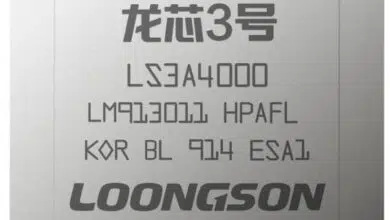 龙芯3号
LS3A4000
LM913011 HPAFL
KOR BL 914 ESA1
LOONGSON